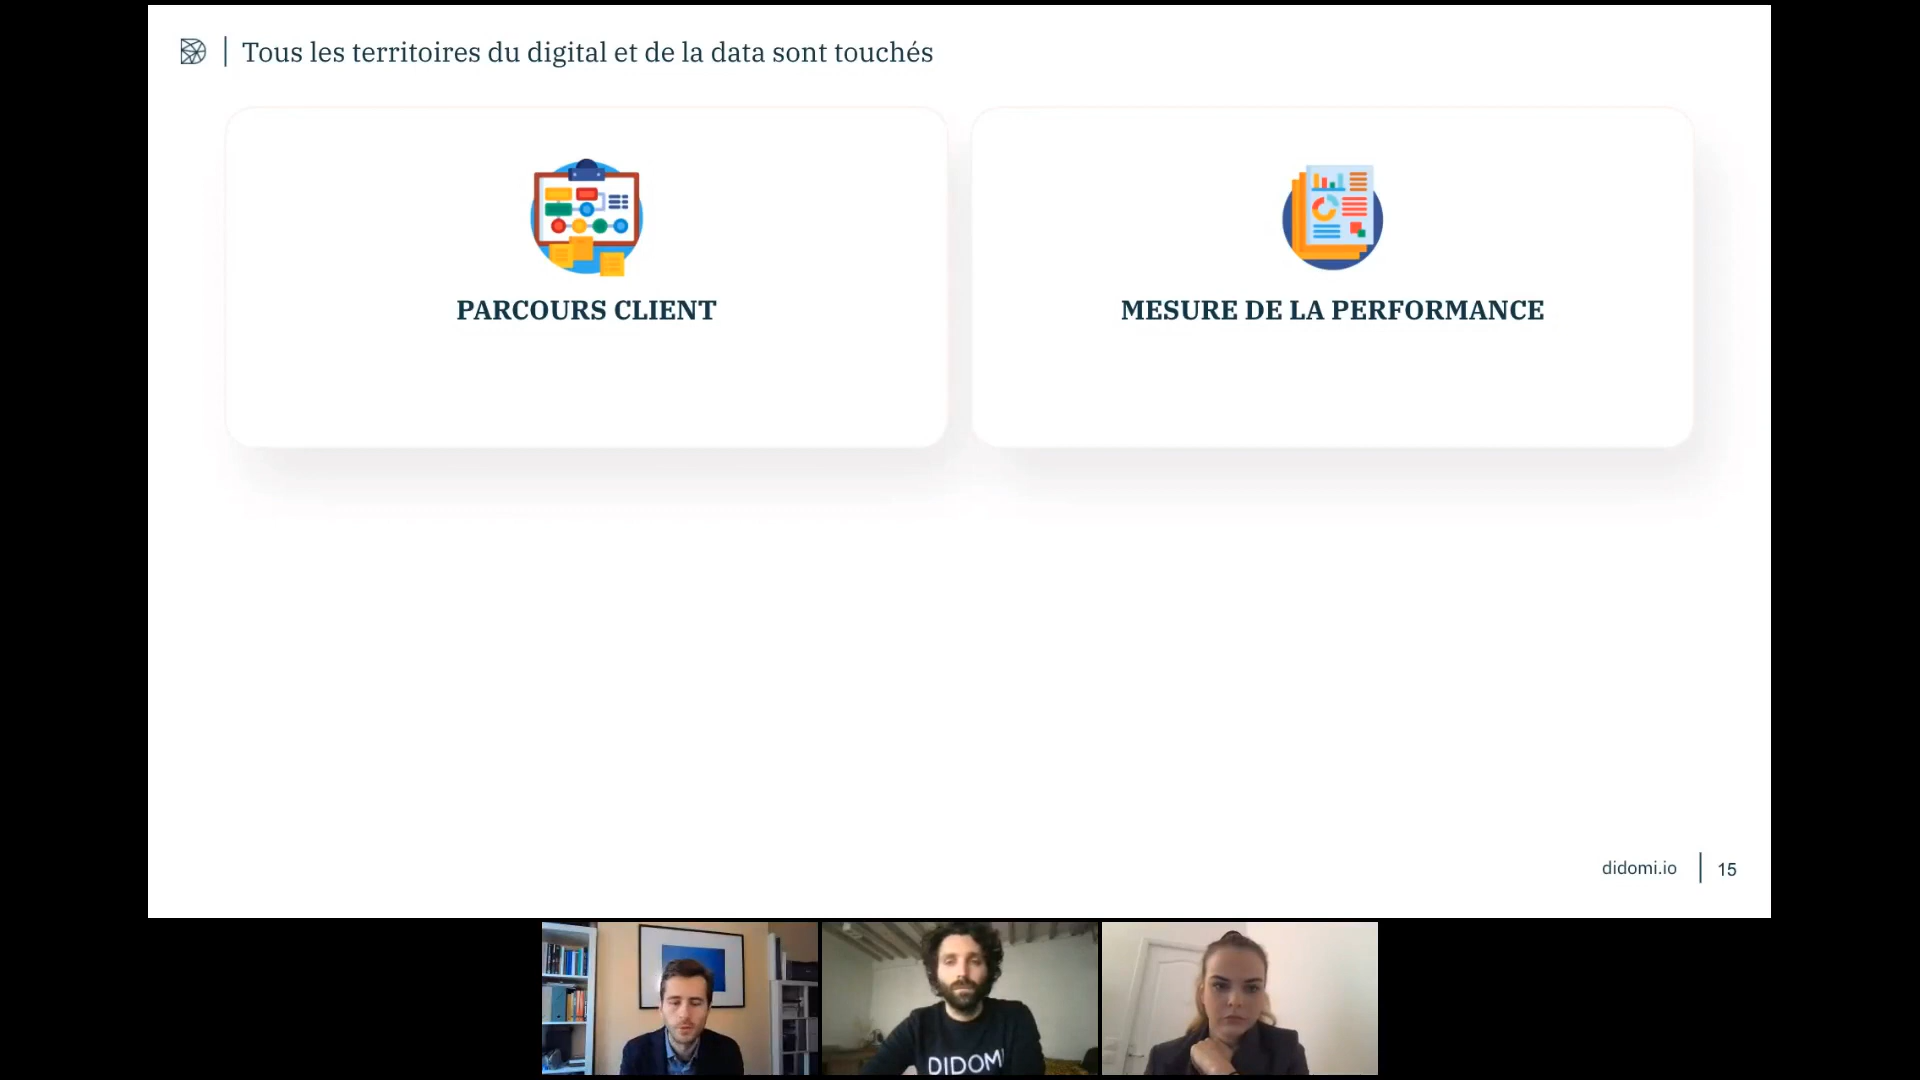 Tous les territoires du digital et de la data sont touchés
PARCOURS CLIENT
MESURE DE LA PERFORMANCE
didomi.io
15
DIDOMI